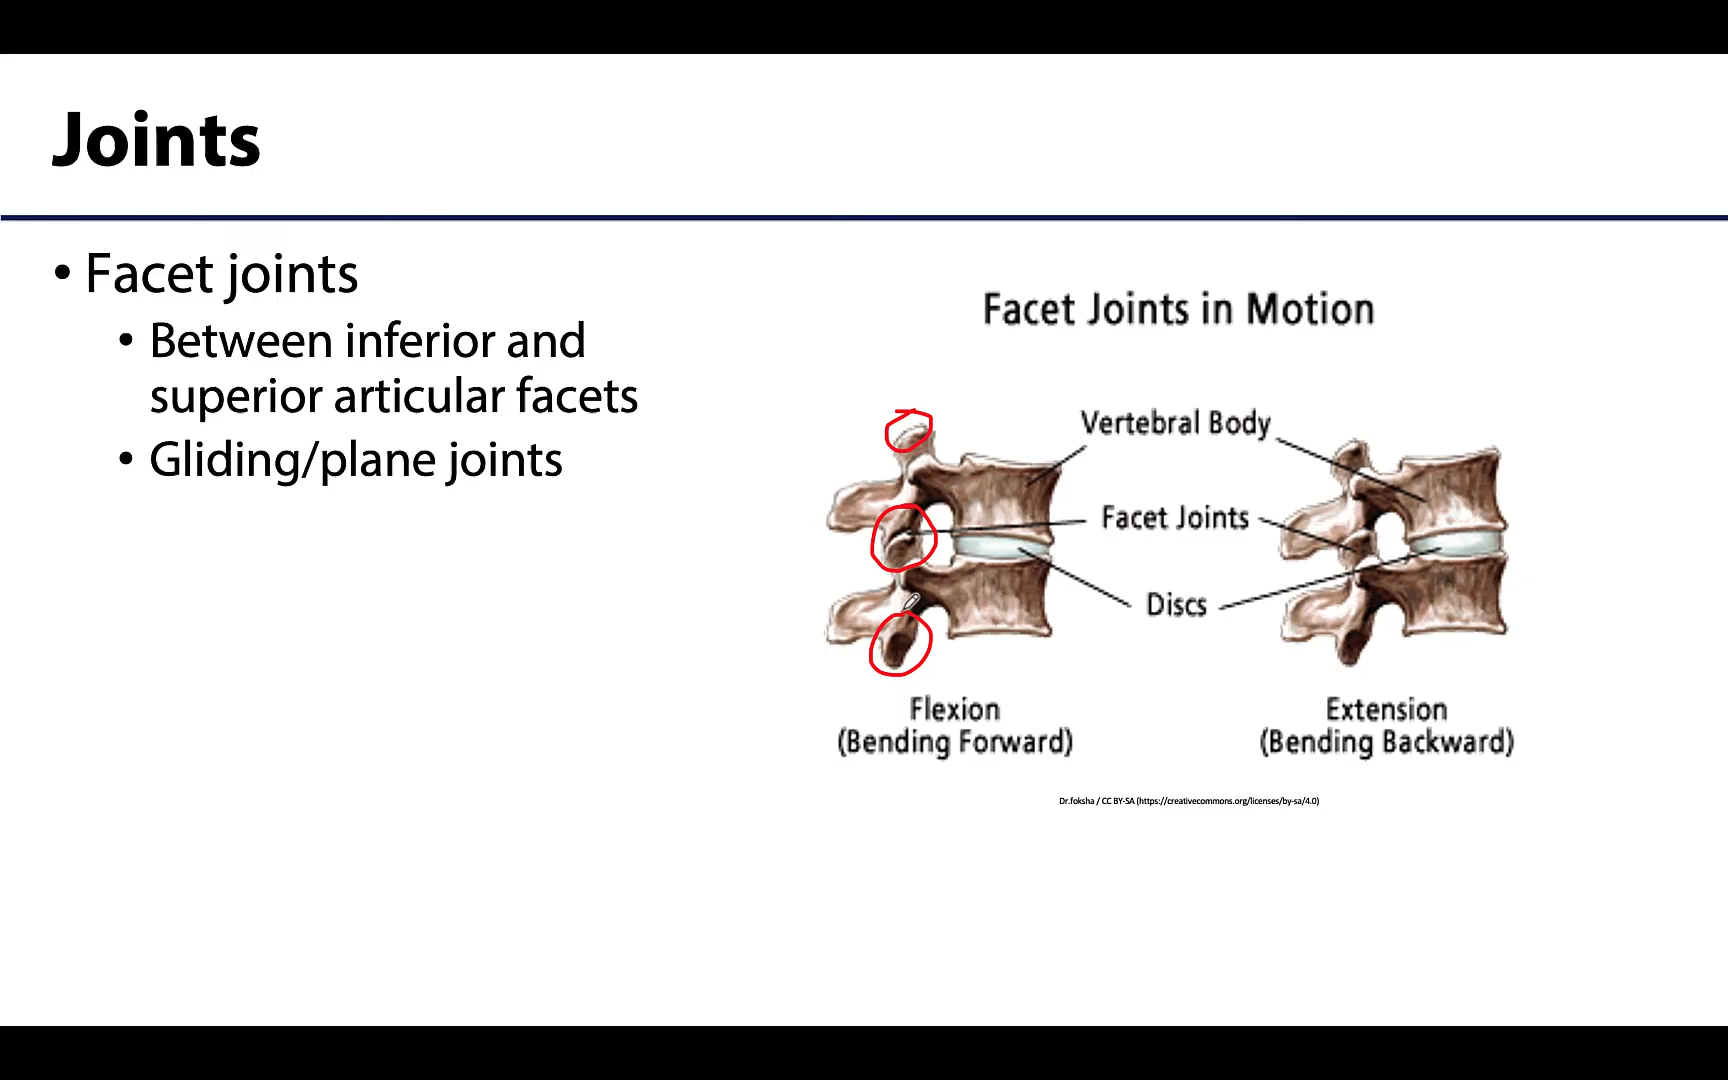 Joints
• Facet joints
• Between inferior and
superior articular facets
• Gliding/plane joints
Facet Joints in Motion
Vertebral Body
Facet Joints
Discs
Flexion
(Bending Forward)
Extension
(Bending Backward)
Dr.foksha / CC BY-SA (https://creativecommons.org/licenses/by-sa/4.0)